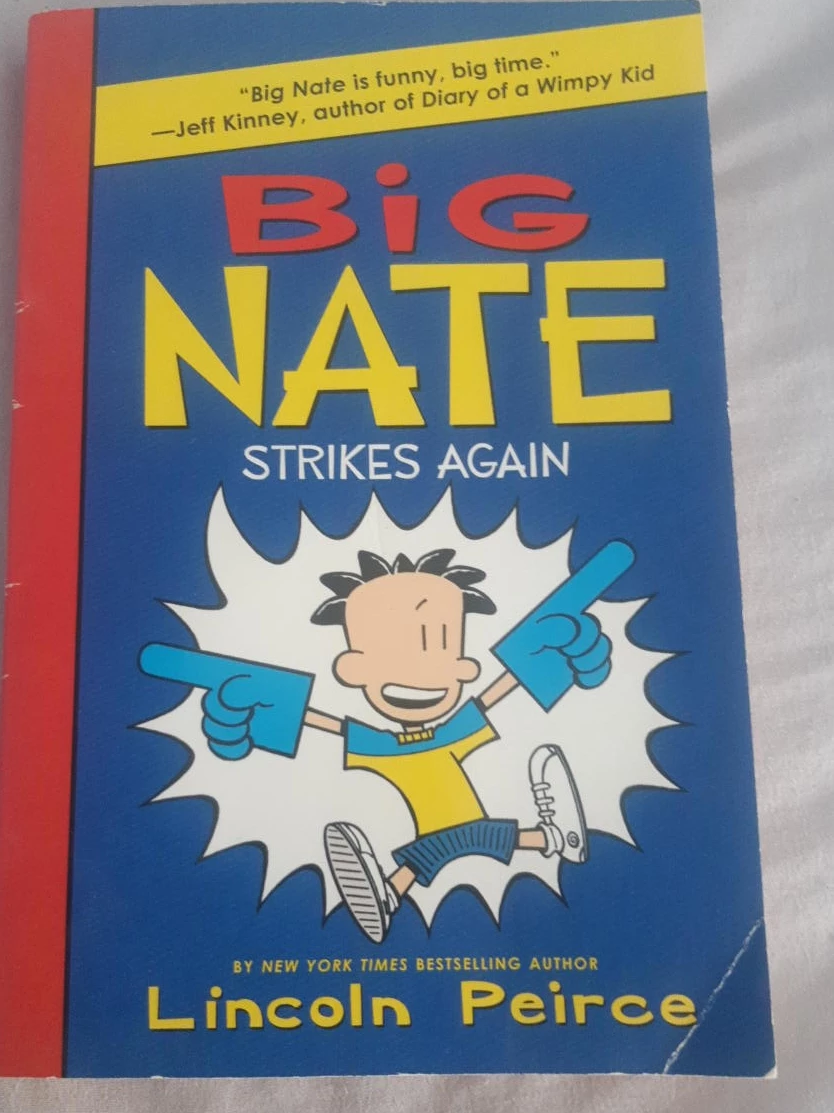 “Big Nate is funny, big time.”
—Jeff Kinney, author of Diary of a Wimpy Kid
BiG
NATE
STRIKES AGAIN
BY NEW YORK TIMES BESTSELLING AUTHOR
Lincoln Peirce